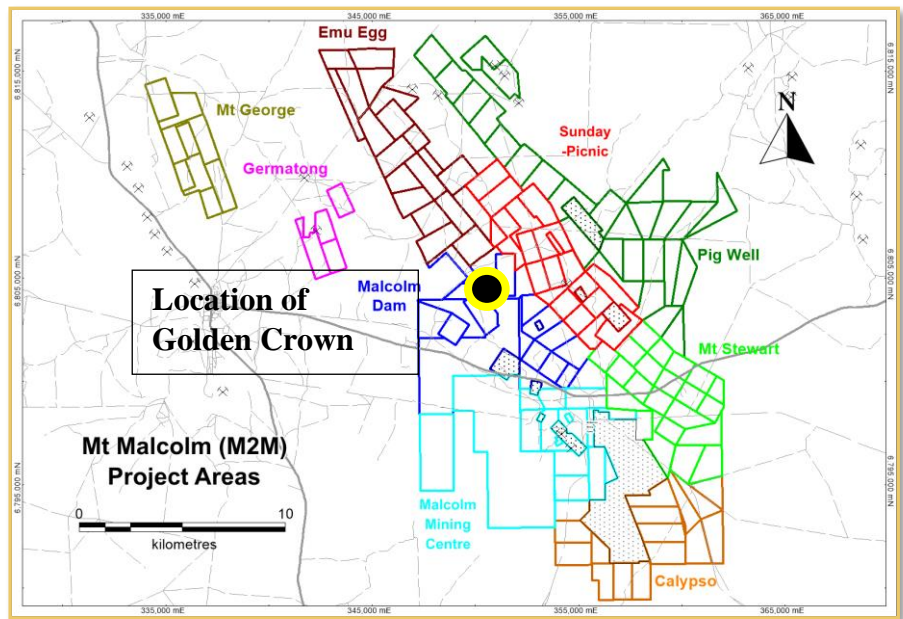 335,000 mE
345,000 mE
355,000 mE
365,000 mE
6,815,000 mN
6,815,000 mN
Emu Egg
Mt George
Sunday
-Picnic
N
Germatong
Pig Well
6,805,000 mN
6,805,000 mN
Malcolm
Dam
Location of
Golden Crown
Mt Stewart
Mt Malcolm (M2M)
Project Areas
0
10
kilometres
6,795,000 mN
6,795,000 mN
Malcolm
Mining
Centre
Calypso
335,000 mE
345,000 mE
355,000 mE
365,000 mE